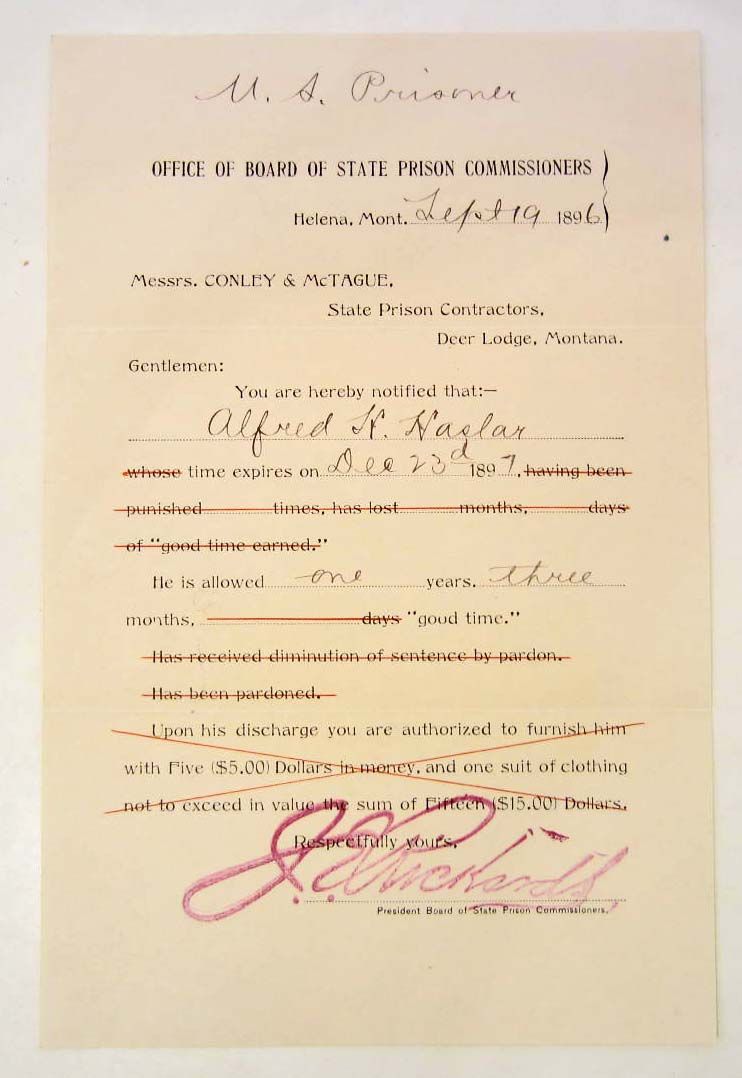 U. S. Prisoner
OFFICE OF BOARD OF STATE PRISON COMMISSIONERS
Helena, Mont. Sept 19 1896
Messrs. CONLEY & McTAGUE,
State Prison Contractors,
Deer Lodge, Montana.
Gentlemen:
You are hereby notified that:—
Alfred H. Haslar
whose time expires on Dec 23d 1897, having been
punished times, has lost months, days
of "good time earned."
He is allowed one years, three
months, days "good time."
Has received diminution of sentence by pardon.
Has been pardoned.
Upon his discharge you are authorized to furnish him
with Five ($5.00) Dollars in money, and one suit of clothing
not to exceed in value the sum of Fifteen ($15.00) Dollars.
Respectfully yours,
J. E. Rickards
President Board of State Prison Commissioners.